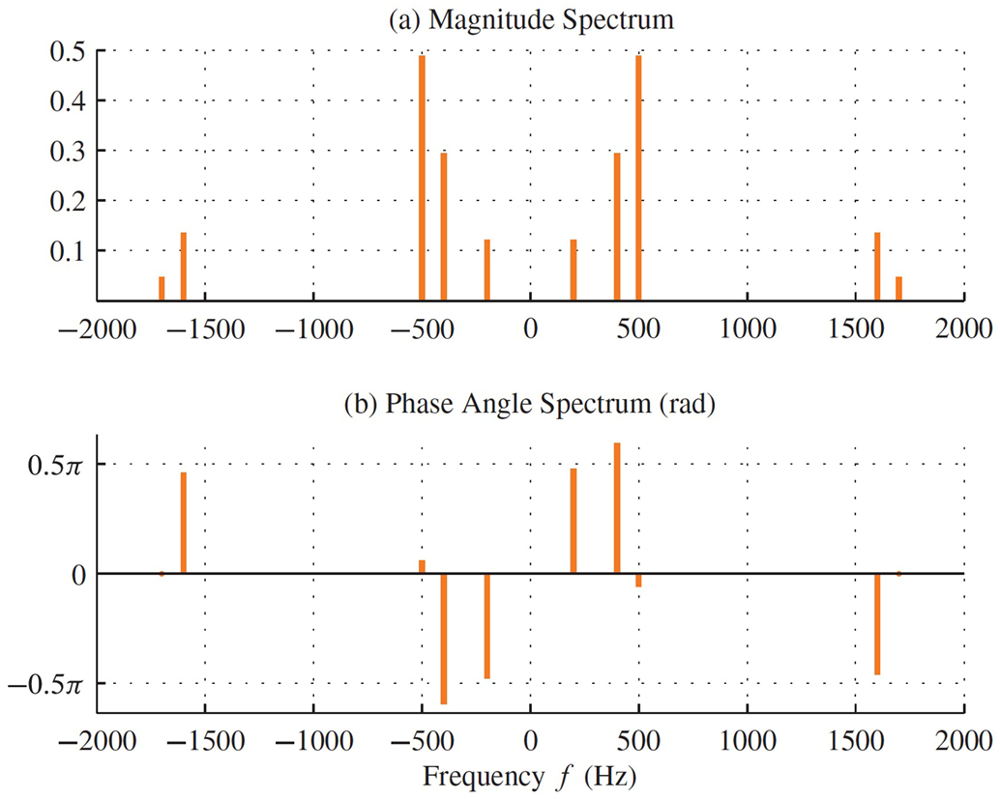 (a) Magnitude Spectrum
0.5
0.4
0.3
0.2
0.1
−2000 −1500 −1000 −500 0 500 1000 1500 2000
(b) Phase Angle Spectrum (rad)
0.5π
0
−0.5π
−2000 −1500 −1000 −500 0 500 1000 1500 2000
Frequency f (Hz)